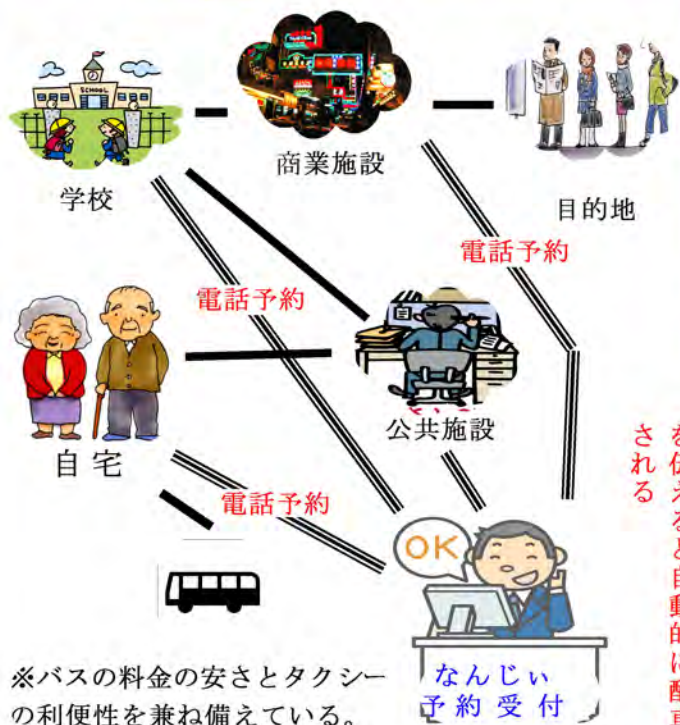 SCHOOL
学校
商業施設
目的地
電話予約
電話予約
公共施設
自宅
電話予約
OK
なんじぃ
予約受付
※バスの料金の安さとタクシー
の利便性を兼ね備えている。
を伝えると自動的に配車
される